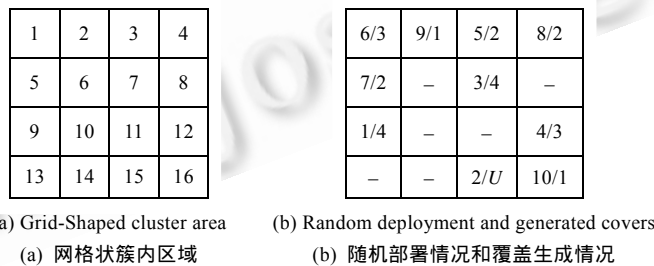 1 2 3 4
5 6 7 8
9 10 11 12
13 14 15 16
6/3 9/1 5/2 8/2
7/2 – 3/4 –
1/4 – – 4/3
– – 2/U 10/1
a) Grid-Shaped cluster area
(b) Random deployment and generated covers
(a) 网格状簇内区域
(b) 随机部署情况和覆盖生成情况